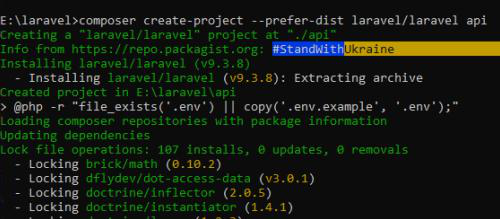 E:\laravel>composer create-project --prefer-dist laravel/laravel api
Creating a "laravel/laravel" project at "./api"
Info from https://repo.packagist.org: #StandWithUkraine
Installing laravel/laravel (v9.3.8)
- Installing laravel/laravel (v9.3.8): Extracting archive
Created project in E:\laravel\api
> @php -r "file_exists('.env') || copy('.env.example', '.env');"
Loading composer repositories with package information
Updating dependencies
Lock file operations: 107 installs, 0 updates, 0 removals
- Locking brick/math (0.10.2)
- Locking dflydev/dot-access-data (v3.0.1)
- Locking doctrine/inflector (2.0.5)
- Locking doctrine/instantiator (1.4.1)